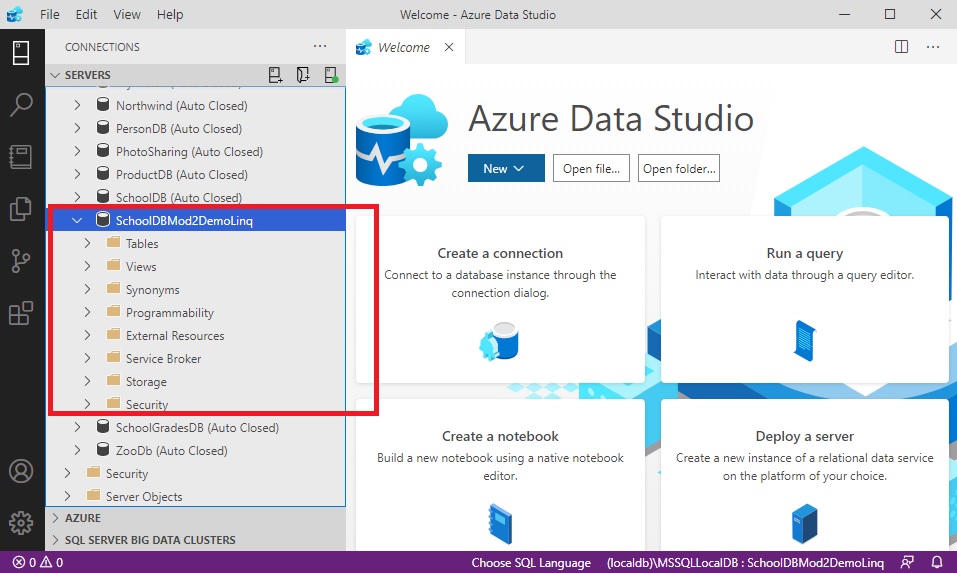 File Edit View Help
Welcome - Azure Data Studio
CONNECTIONS
Welcome
SERVERS
Northwind (Auto Closed)
PersonDB (Auto Closed)
PhotoSharing (Auto Closed)
ProductDB (Auto Closed)
SchoolDB (Auto Closed)
SchoolDBMod2DemoLinq
Tables
Views
Synonyms
Programmability
External Resources
Service Broker
Storage
Security
SchoolGradesDB (Auto Closed)
ZooDb (Auto Closed)
Security
Server Objects
AZURE
SQL SERVER BIG DATA CLUSTERS
Azure Data Studio
New
Open file...
Open folder...
Create a connection
Connect to a database instance through the
connection dialog.
Run a query
Interact with data through a query editor.
Create a notebook
Build a new notebook using a native notebook
editor.
Deploy a server
Create a new instance of a relational data service
on the platform of your choice.
0 0
Choose SQL Language
(localdb)\MSSQLLocalDB : SchoolDBMod2DemoLinq